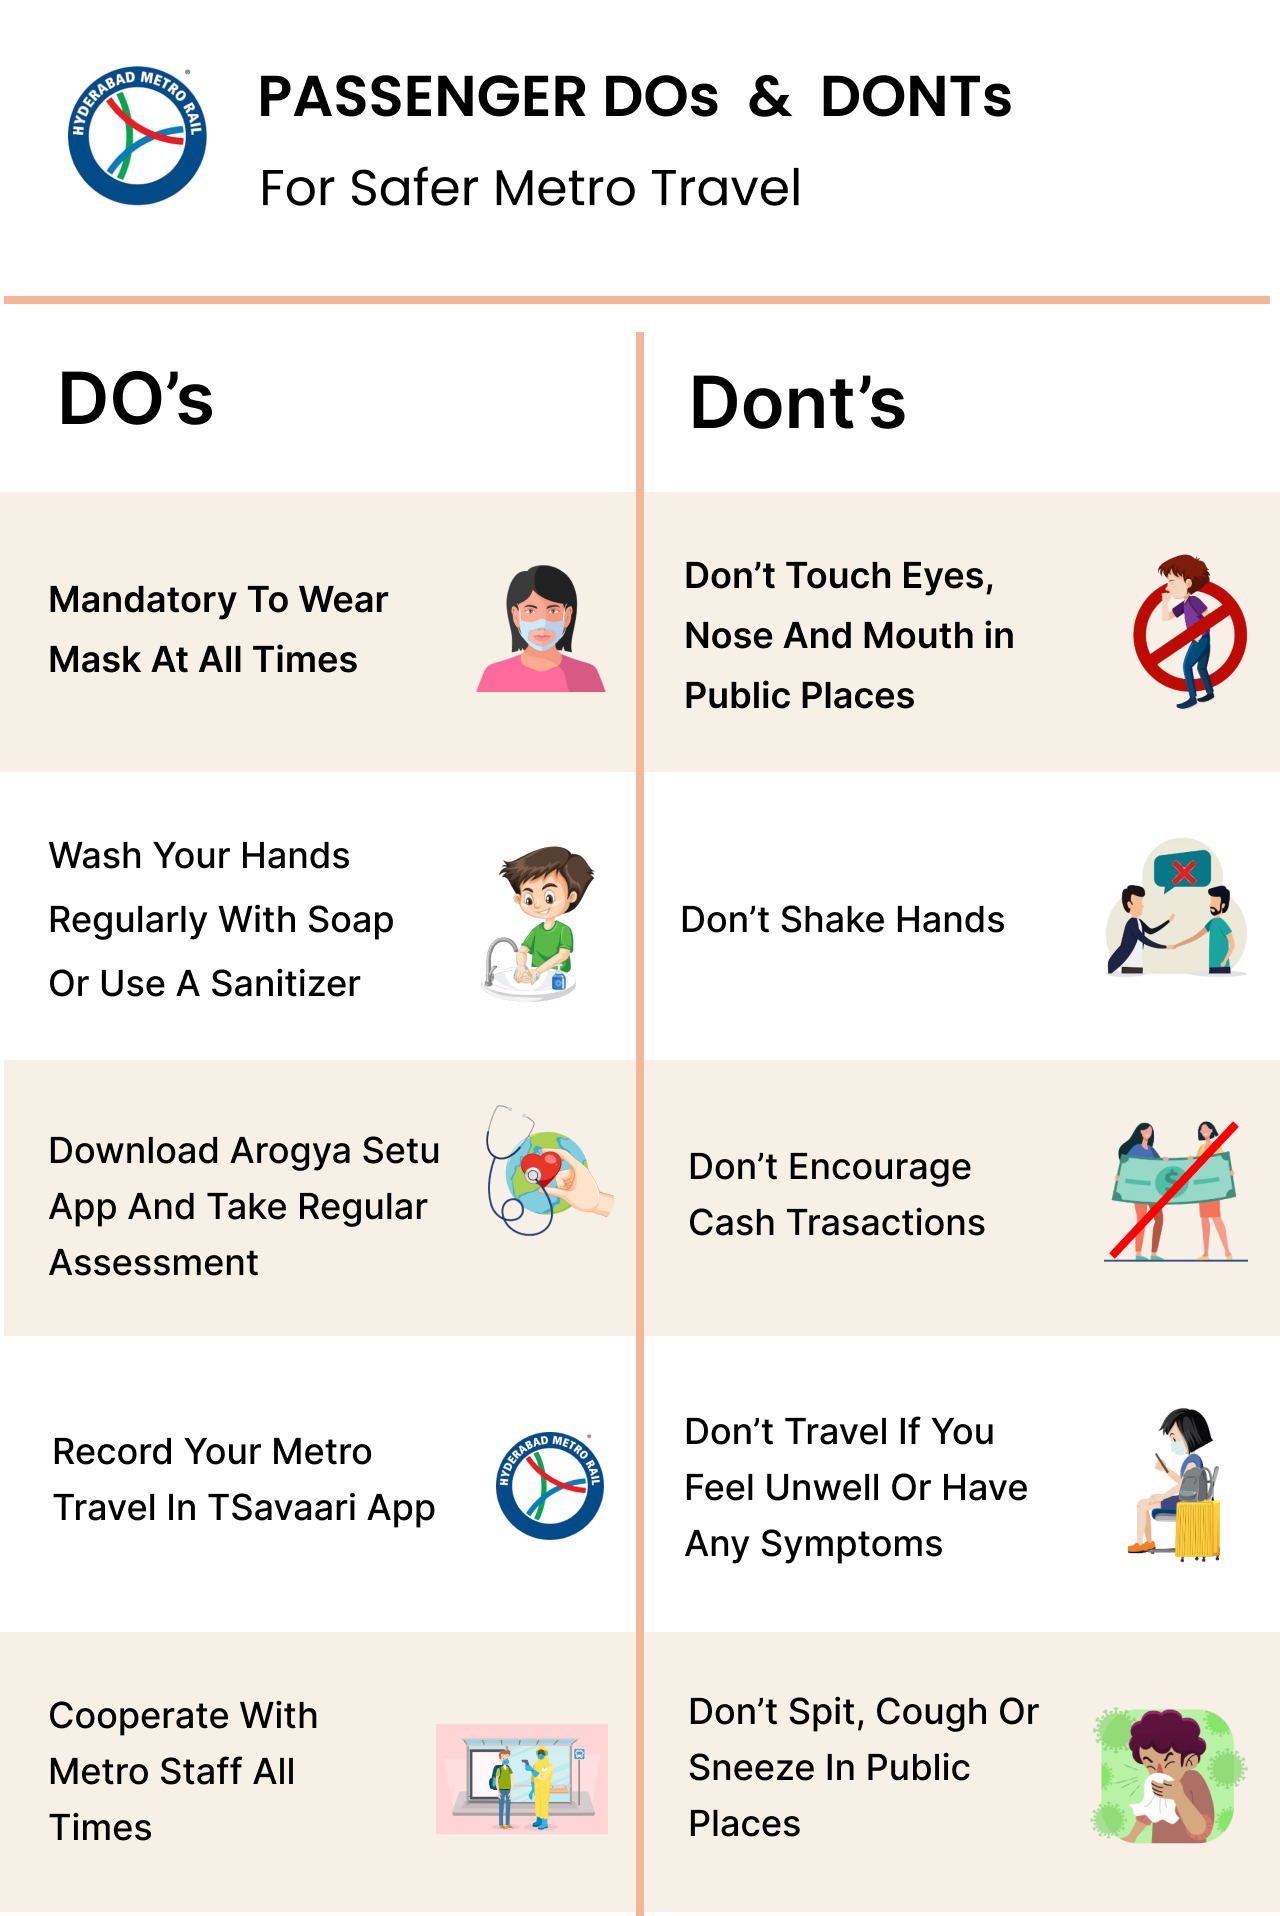 HYDERABAD METRO RAIL
PASSENGER DOs & DONTs
For Safer Metro Travel
DO’s
Dont’s
Mandatory To Wear
Mask At All Times
Don’t Touch Eyes,
Nose And Mouth in
Public Places
Wash Your Hands
Regularly With Soap
Or Use A Sanitizer
Don’t Shake Hands
Download Arogya Setu
App And Take Regular
Assessment
Don’t Encourage
Cash Trasactions
Record Your Metro
Travel In TSavaari App
HYDERABAD METRO RAIL
Don’t Travel If You
Feel Unwell Or Have
Any Symptoms
Cooperate With
Metro Staff All
Times
Don’t Spit, Cough Or
Sneeze In Public
Places